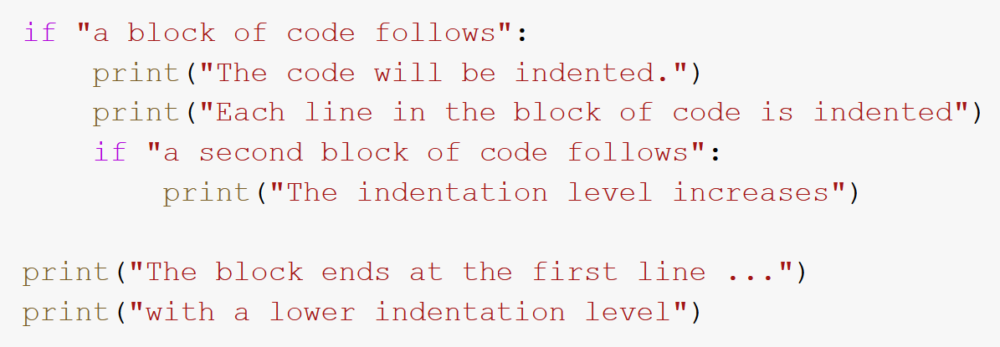 if "a block of code follows":
    print("The code will be indented.")
    print("Each line in the block of code is indented")
    if "a second block of code follows":
        print("The indentation level increases")

print("The block ends at the first line ...")
print("with a lower indentation level")